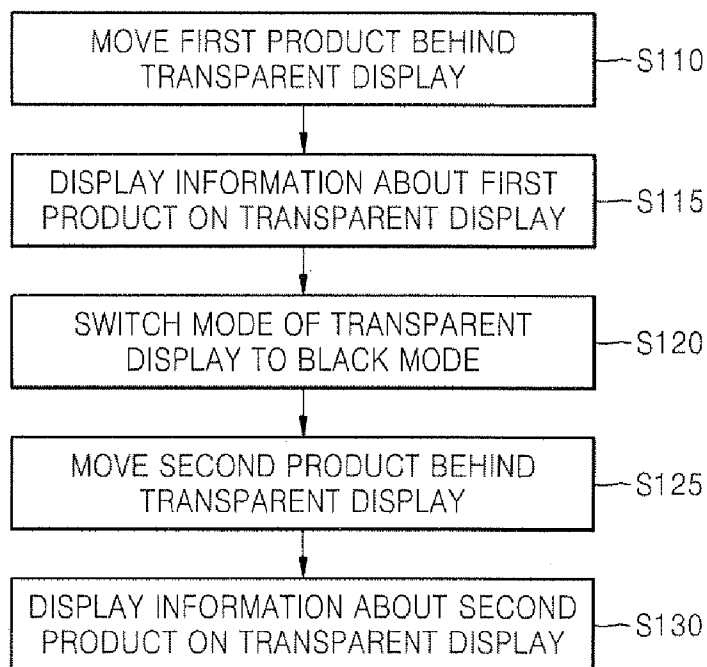 MOVE FIRST PRODUCT BEHIND
TRANSPARENT DISPLAY
S110
DISPLAY INFORMATION ABOUT FIRST
PRODUCT ON TRANSPARENT DISPLAY
S115
SWITCH MODE OF TRANSPARENT
DISPLAY TO BLACK MODE
S120
MOVE SECOND PRODUCT BEHIND
TRANSPARENT DISPLAY
S125
DISPLAY INFORMATION ABOUT SECOND
PRODUCT ON TRANSPARENT DISPLAY
S130